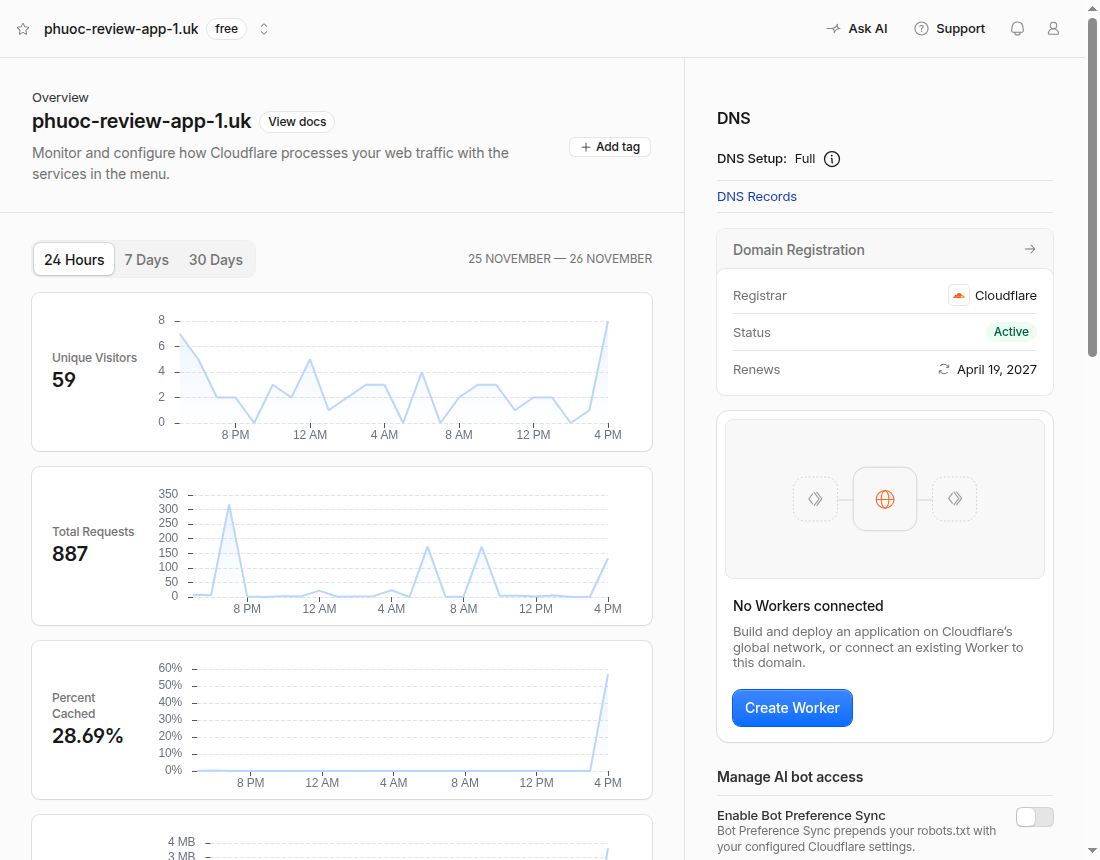 phuoc-review-app-1.uk free
Ask AI
Support
Overview
phuoc-review-app-1.uk View docs
Monitor and configure how Cloudflare processes your web traffic with the
services in the menu.
Add tag
24 Hours 7 Days 30 Days
25 NOVEMBER — 26 NOVEMBER
Unique Visitors
59
8
6
4
2
0
8 PM 12 AM 4 AM 8 AM 12 PM 4 PM
Total Requests
887
350
300
250
200
150
100
50
0
8 PM 12 AM 4 AM 8 AM 12 PM 4 PM
Percent
Cached
28.69%
60%
50%
40%
30%
20%
10%
0%
8 PM 12 AM 4 AM 8 AM 12 PM 4 PM
4 MB
3 MB
DNS
DNS Setup: Full
DNS Records
Domain Registration
Registrar Cloudflare
Status Active
Renews April 19, 2027
No Workers connected
Build and deploy an application on Cloudflare's
global network, or connect an existing Worker to
this domain.
Create Worker
Manage AI bot access
Enable Bot Preference Sync
Bot Preference Sync prepends your robots.txt with
your configured Cloudflare settings.